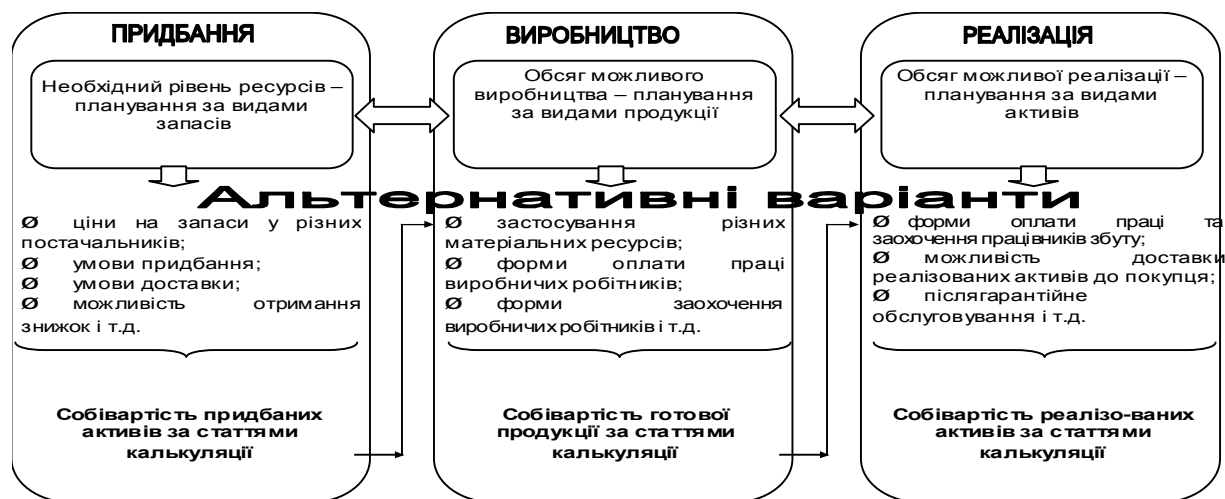 ПРИДБАННЯ
Необхідний рівень ресурсів –
планування за видами
запасів
ВИРОБНИЦТВО
Обсяг можливого
виробництва – планування
за видами продукції
РЕАЛІЗАЦІЯ
Обсяг можливої реалізації –
планування за видами
активів
Альтернативні варіанти
Ø ціни на запаси у різних
постачальників;
Ø умови придбання;
Ø умови доставки;
Ø можливість отримання
знижок і т.д.
Ø застосування різних
матеріальних ресурсів;
Ø форми оплати праці
виробничих робітників;
Ø форми заохочення
виробничих робітників і т.д.
Ø форми оплати праці та
заохочення працівників збуту;
Ø можливість доставки
реалізованих активів до покупця;
Ø післягарантійне
обслуговування і т.д.
Собівартість придбаних
активів за статтями
калькуляції
Собівартість готової
продукції за статтями
калькуляції
Собівартість реалізо-ваних
активів за статтями
калькуляції